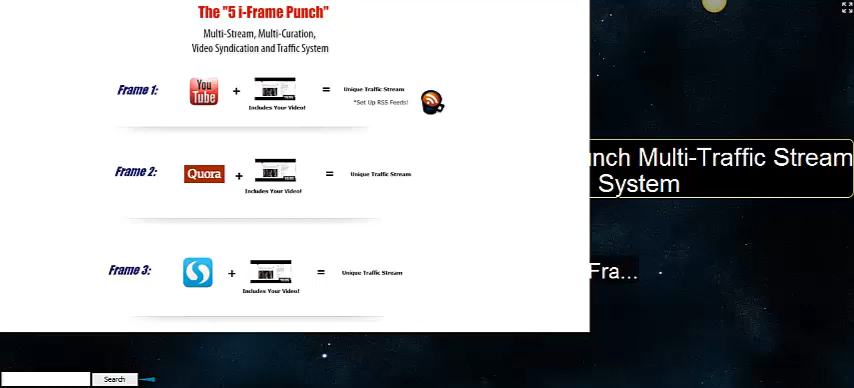 The "5 i-Frame Punch"
Multi-Stream, Multi-Curation,
Video Syndication and Traffic System
Frame 1:
You
Tube
+
Includes Your Video!
=
Unique Traffic Stream
*Set Up RSS Feeds!
Frame 2:
Quora
+
Includes Your Video!
=
Unique Traffic Stream
Frame 3:
+
Includes Your Video!
=
Unique Traffic Stream
unch Multi-Traffic Stream
System
Fra...
Search